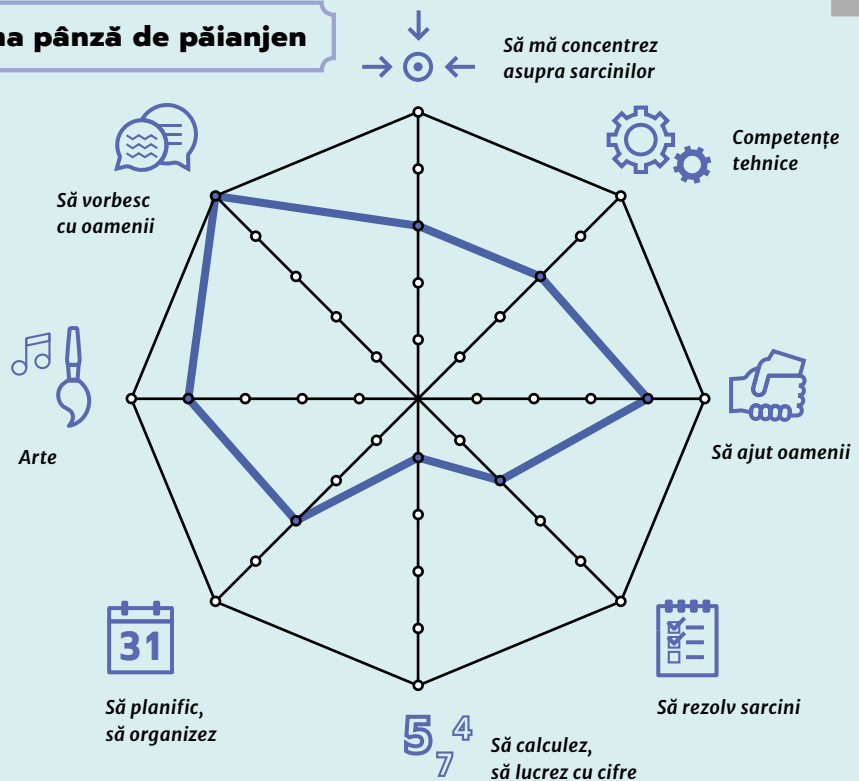 pânză de păianjen
Să mă concentrez
asupra sarcinilor
Competențe
tehnice
Să vorbesc
cu oamenii
Arte
Să ajut oamenii
31
Să planific,
să organizez
Să rezolv sarcini
5 4
7
Să calculez,
să lucrez cu cifre